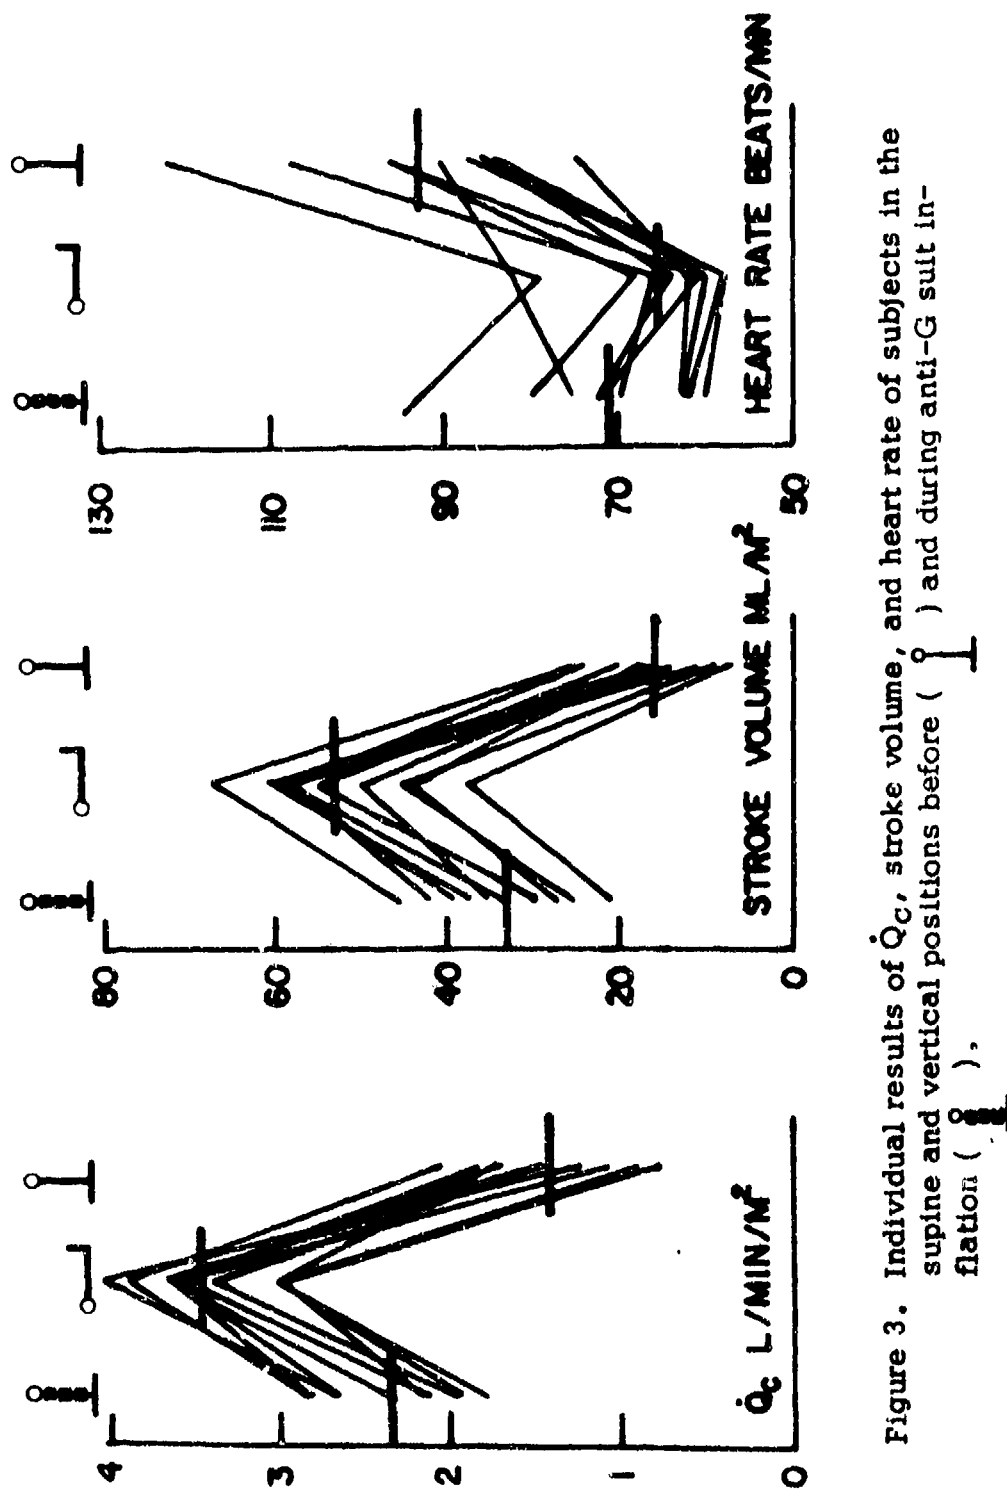 4
3
2
1
0
Q̇c L/MIN/M²
80
60
40
20
0
STROKE VOLUME ML/M²
130
110
90
70
50
HEART RATE BEATS/MIN
Figure 3. Individual results of Q̇C, stroke volume, and heart rate of subjects in the
supine and vertical positions before ( ) and during anti-G suit in-
flation ( ).